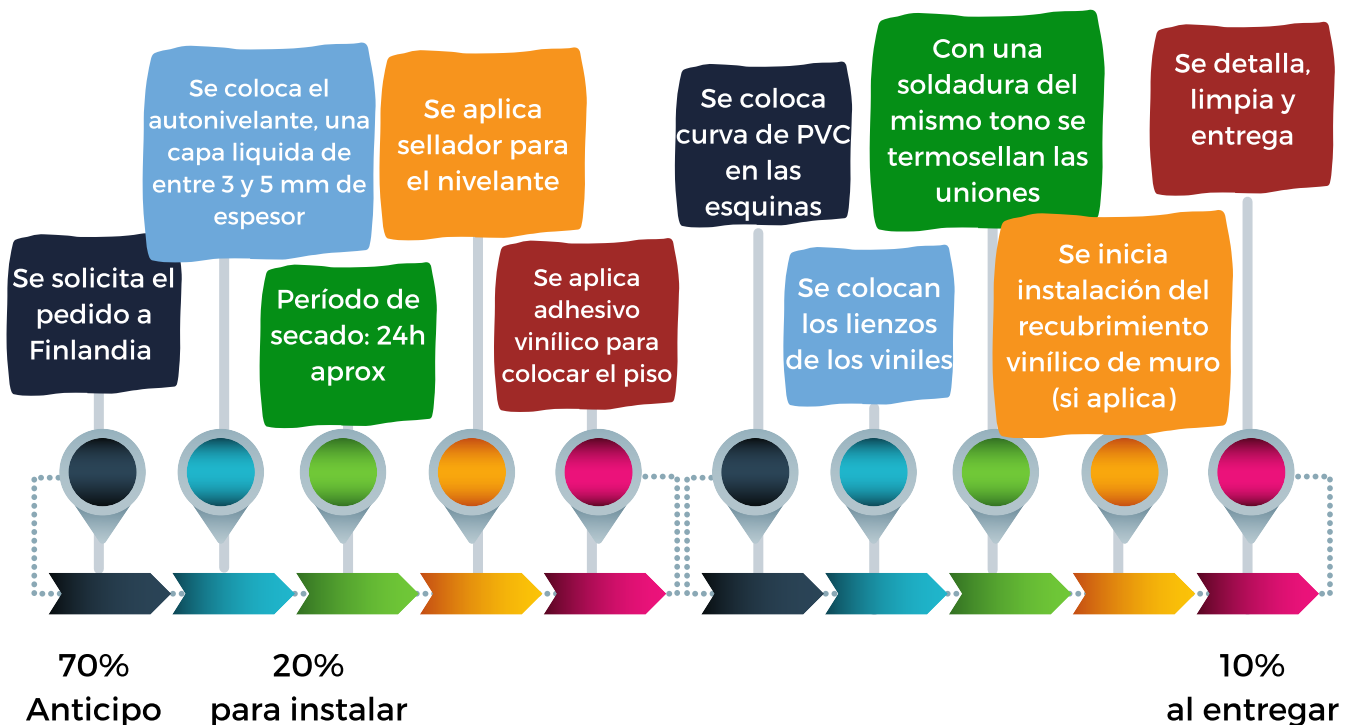 Se solicita el
pedido a
Finlandia
Se coloca el
autonivelante, una
capa liquida de
entre 3 y 5 mm de
espesor
Período de
secado: 24h
aprox
Se aplica
sellador para
el nivelante
Se aplica
adhesivo
vinílico para
colocar el piso
Se coloca
curva de PVC
en las
esquinas
Se colocan
los lienzos
de los viniles
Con una
soldadura del
mismo tono se
termosellan las
uniones
Se inicia
instalación del
recubrimiento
vinílico de muro
(si aplica)
Se detalla,
limpia y
entrega
70%
Anticipo
20%
para instalar
10%
al entregar